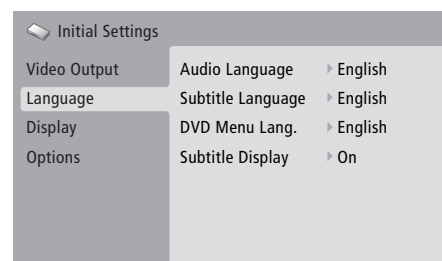 Initial Settings
Video Output
Language
Display
Options
Audio Language English
Subtitle Language English
DVD Menu Lang. English
Subtitle Display On